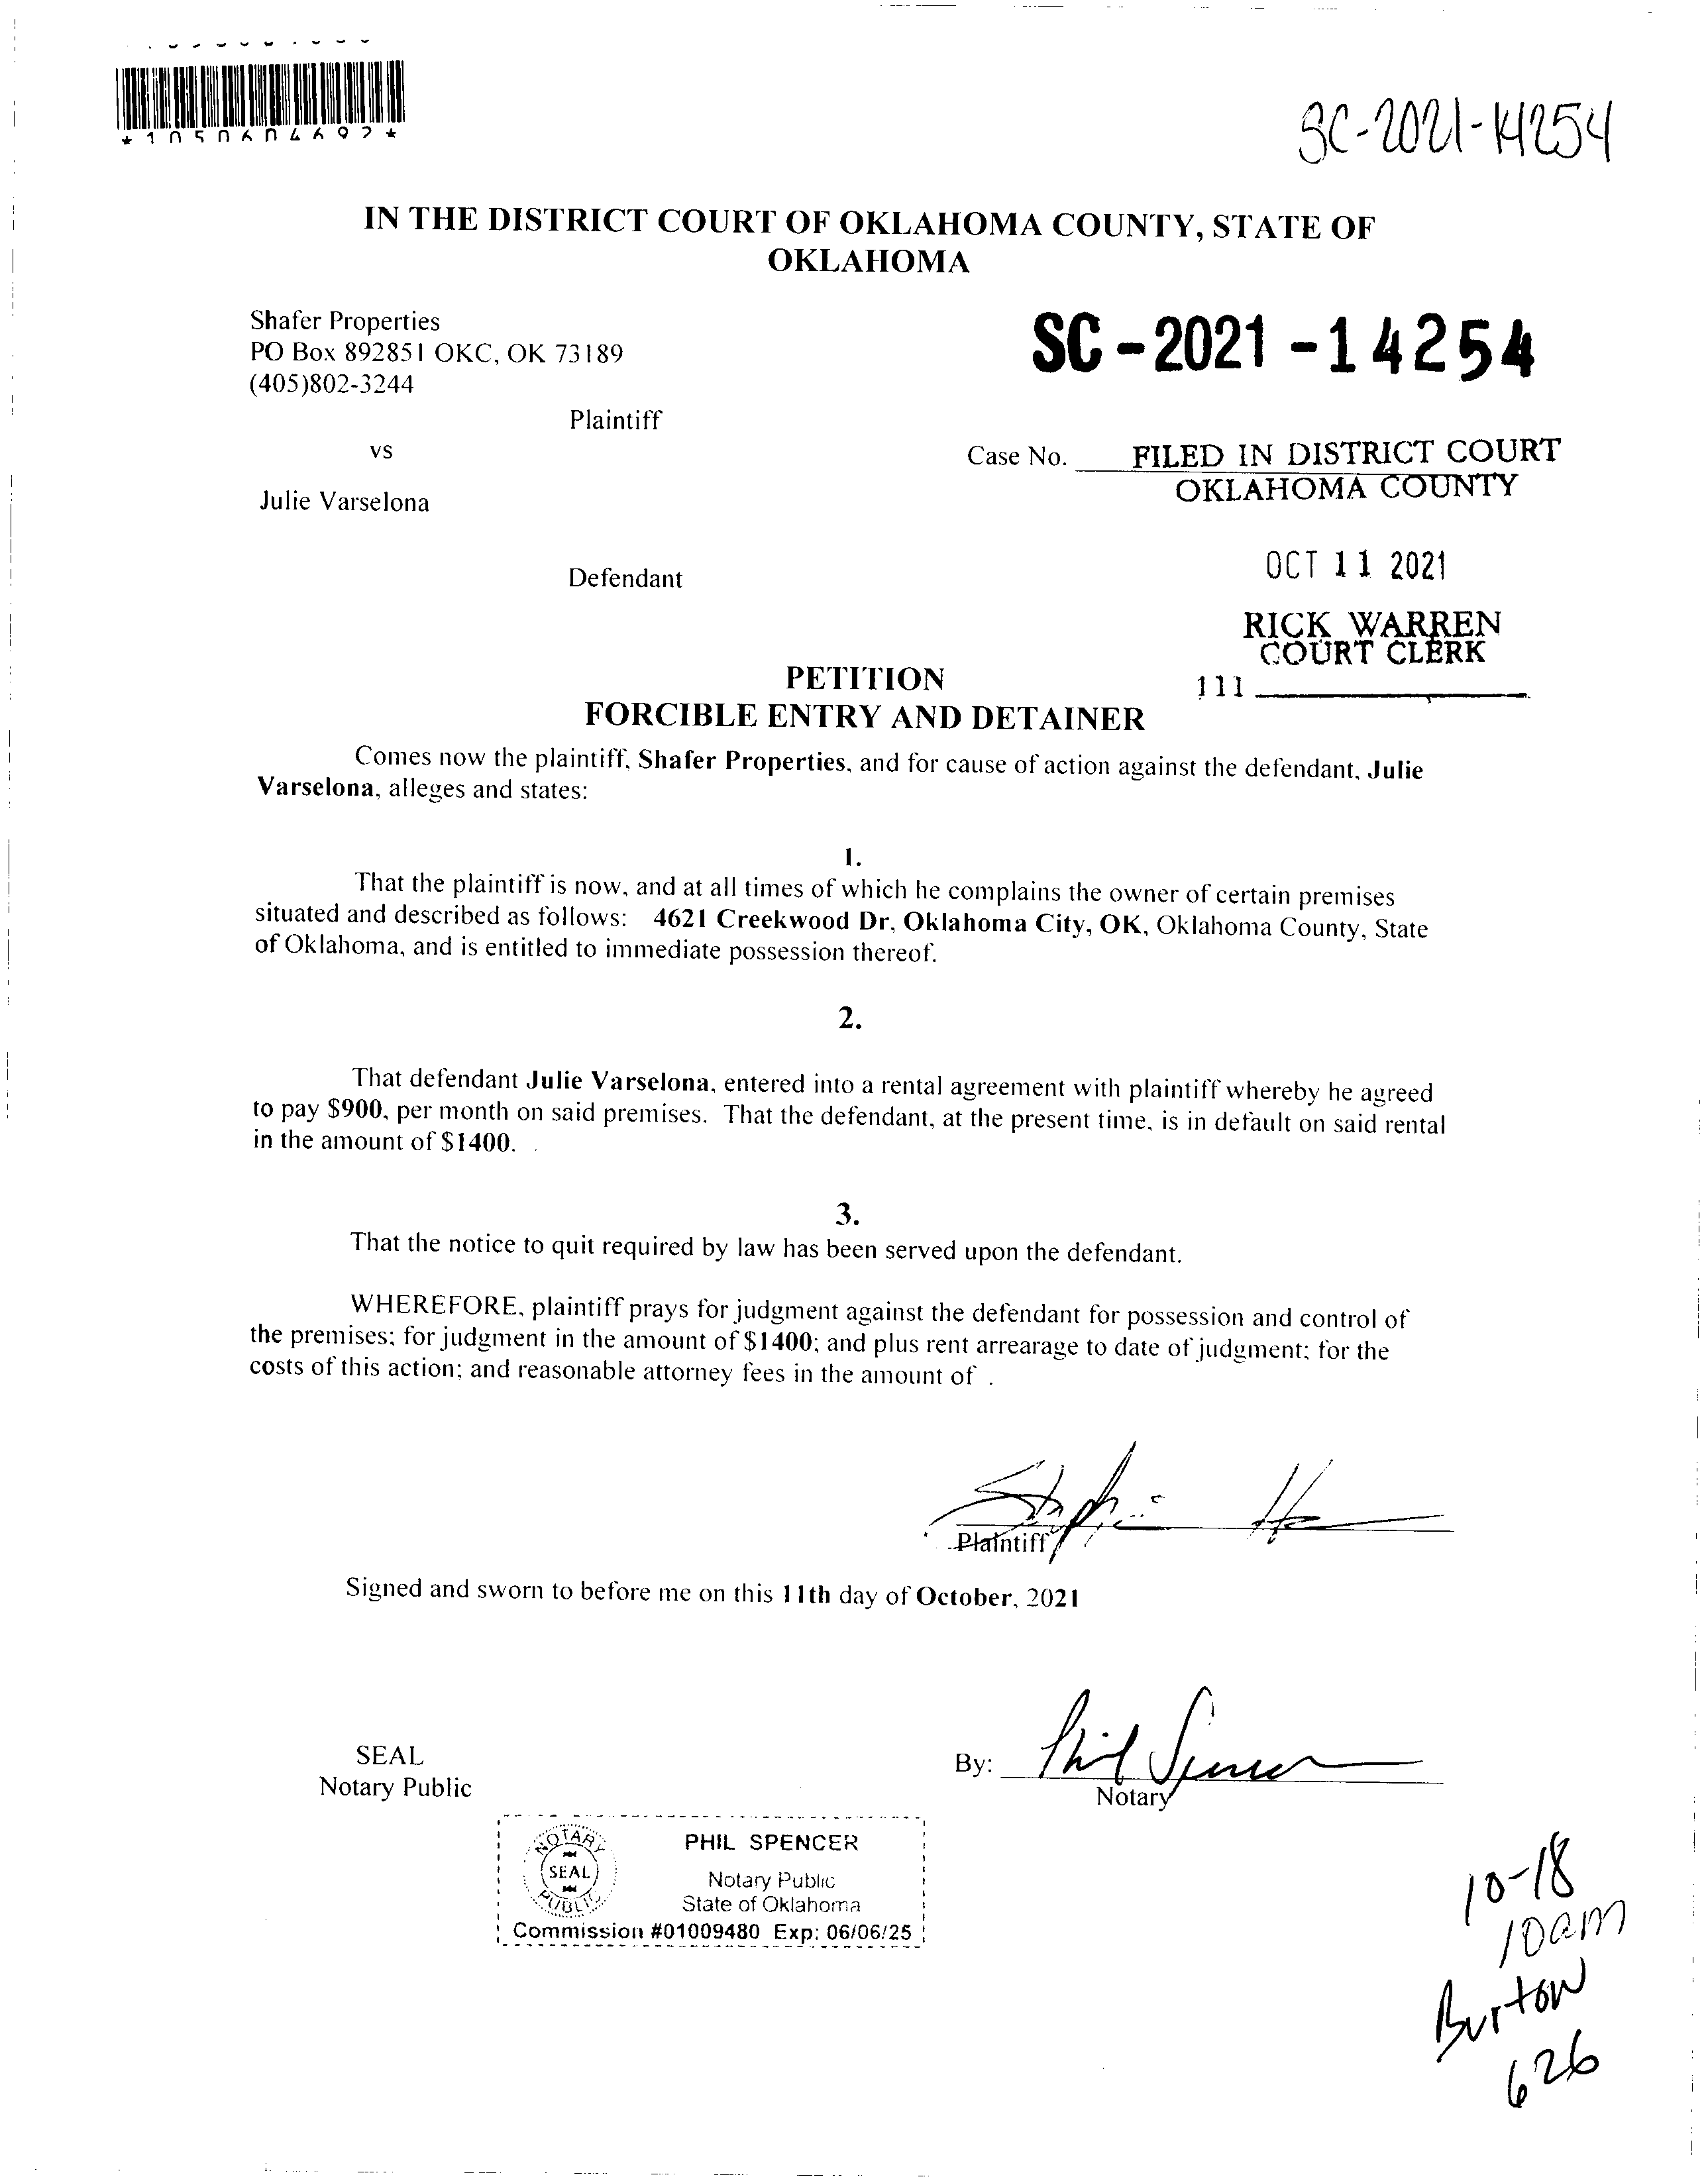 SC-2021-14254
IN THE DISTRICT COURT OF OKLAHOMA COUNTY, STATE OF
OKLAHOMA
Shafer Properties
PO Box 892851 OKC, OK 73189
(405)802-3244
SC-2021-14254
Plaintiff
vs
Case No. FILED IN DISTRICT COURT
OKLAHOMA COUNTY
Julie Varselona
OCT 11 2021
Defendant
RICK WARREN
COURT CLERK
111
PETITION
FORCIBLE ENTRY AND DETAINER
Comes now the plaintiff, Shafer Properties, and for cause of action against the defendant, Julie
Varselona, alleges and states:
1.
That the plaintiff is now, and at all times of which he complains the owner of certain premises
situated and described as follows: 4621 Creekwood Dr, Oklahoma City, OK, Oklahoma County, State
of Oklahoma, and is entitled to immediate possession thereof.
2.
That defendant Julie Varselona, entered into a rental agreement with plaintiff whereby he agreed
to pay $900, per month on said premises. That the defendant, at the present time, is in default on said rental
in the amount of $1400.
3.
That the notice to quit required by law has been served upon the defendant.
WHEREFORE, plaintiff prays for judgment against the defendant for possession and control of
the premises; for judgment in the amount of $1400; and plus rent arrearage to date of judgment; for the
costs of this action; and reasonable attorney fees in the amount of .
Plaintiff
Signed and sworn to before me on this 11th day of October, 2021
SEAL
Notary Public
By: Phil Spencer
Notary
NOTARY
SEAL
PUBLIC
PHIL SPENCER
Notary Public
State of Oklahoma
Commission #01009480 Exp: 06/06/25
10-18
10am
Burton
626